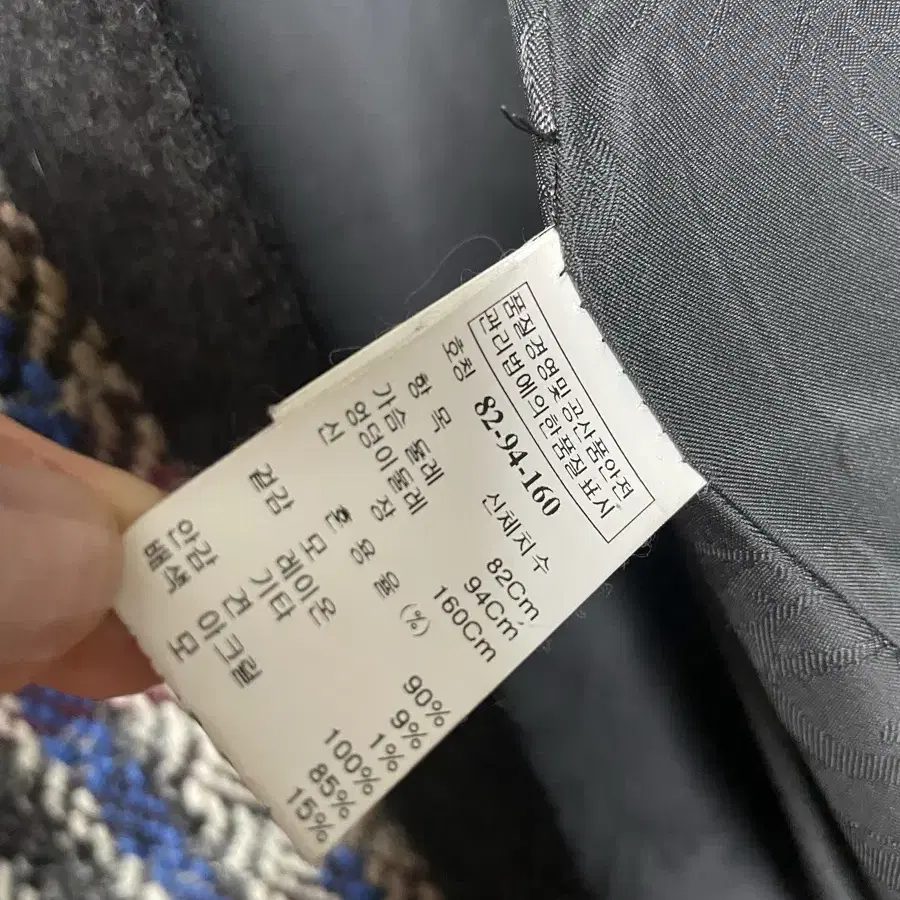 품질경영및 공산품안전
관리법에의한품질표시
호칭 82-94-160
항목 신체치수
가슴둘레 82Cm
엉덩이둘레 94Cm
신장 160Cm
혼용율 (%)
겉감 모 90%
레이온 9%
기타 1%
안감 견 100%
배색 아크릴 85%
모 15%